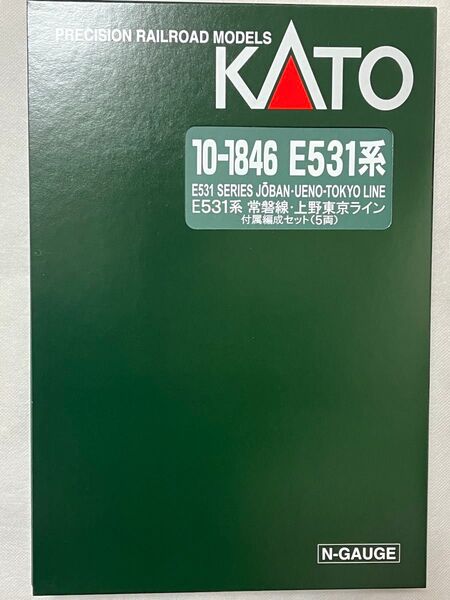 PRECISION RAILROAD MODELS
KATO
10-1846 E531系
E531 SERIES JŌBAN·UENO-TOKYO LINE
E531系 常磐線・上野東京ライン
付属編成セット(5両)
N-GAUGE